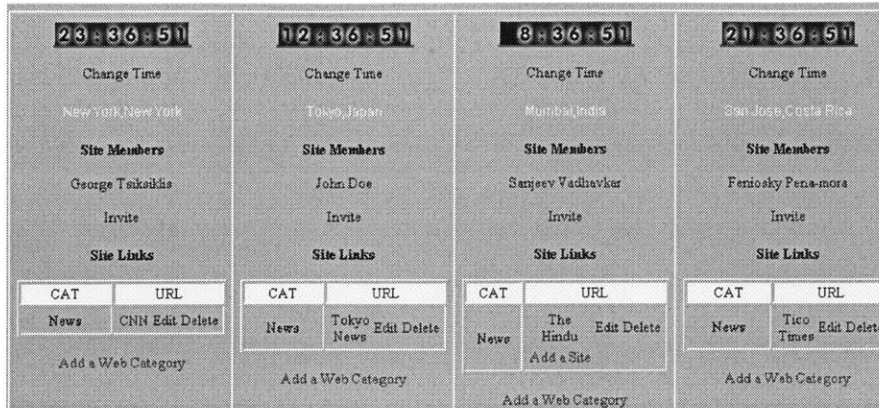 23:36:51
Change Time
New York,New York
Site Members
George Tsiksiklis
Invite
Site Links
CAT URL
News CNN Edit Delete
Add a Web Category
12:36:51
Change Time
Tokyo,Japan
Site Members
John Doe
Invite
Site Links
CAT URL
News Tokyo News Edit Delete
Add a Web Category
8:36:51
Change Time
Mumbai,India
Site Members
Sanjeev Vadhavkar
Invite
Site Links
CAT URL
News The Hindu Edit Delete
Add a Site
Add a Web Category
21:36:51
Change Time
San Jose,Costa Rica
Site Members
Feniosky Pena-mora
Invite
Site Links
CAT URL
News Tico Times Edit Delete
Add a Web Category